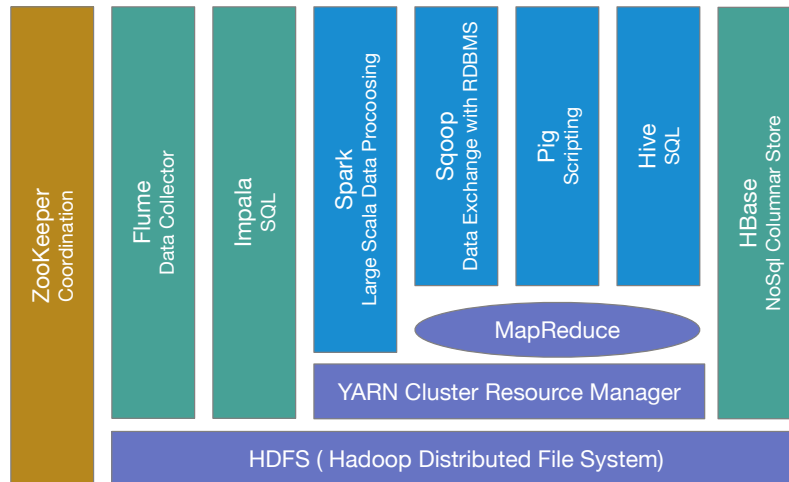 ZooKeeper
Coordination
Flume
Data Collector
Impala
SQL
Spark
Large Scala Data Procoosing
Sqoop
Data Exchange with RDBMS
Pig
Scripting
Hive
SQL
HBase
NoSql Columnar Store
MapReduce
YARN Cluster Resource Manager
HDFS ( Hadoop Distributed File System)